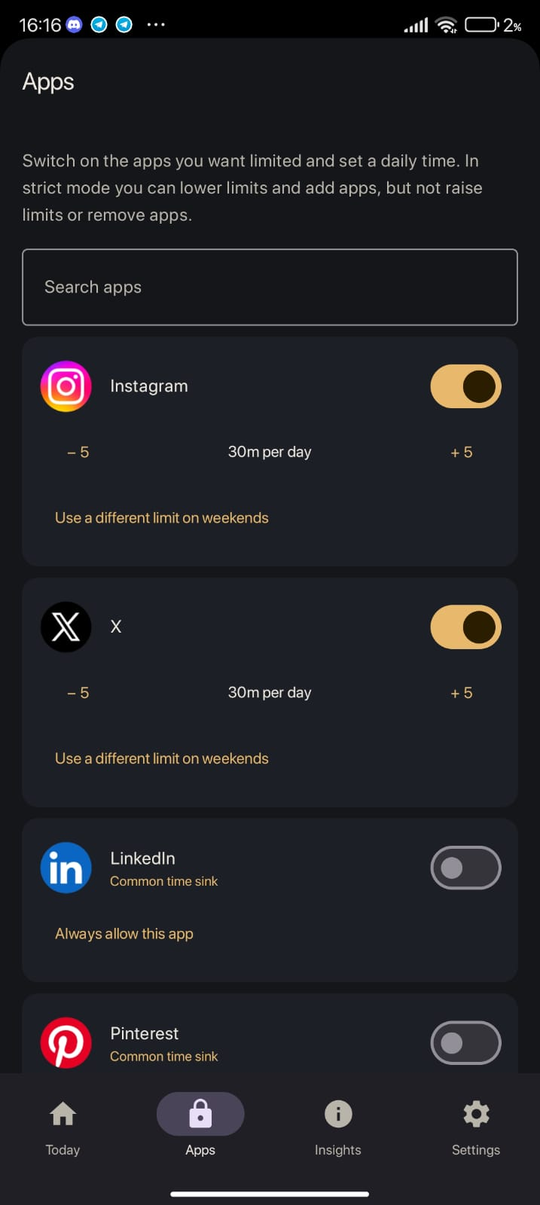 16:16
2%
Apps
Switch on the apps you want limited and set a daily time. In
strict mode you can lower limits and add apps, but not raise
limits or remove apps.
Search apps
Instagram
– 5 30m per day + 5
Use a different limit on weekends
X
– 5 30m per day + 5
Use a different limit on weekends
LinkedIn
Common time sink
Always allow this app
Pinterest
Common time sink
Today Apps Insights Settings